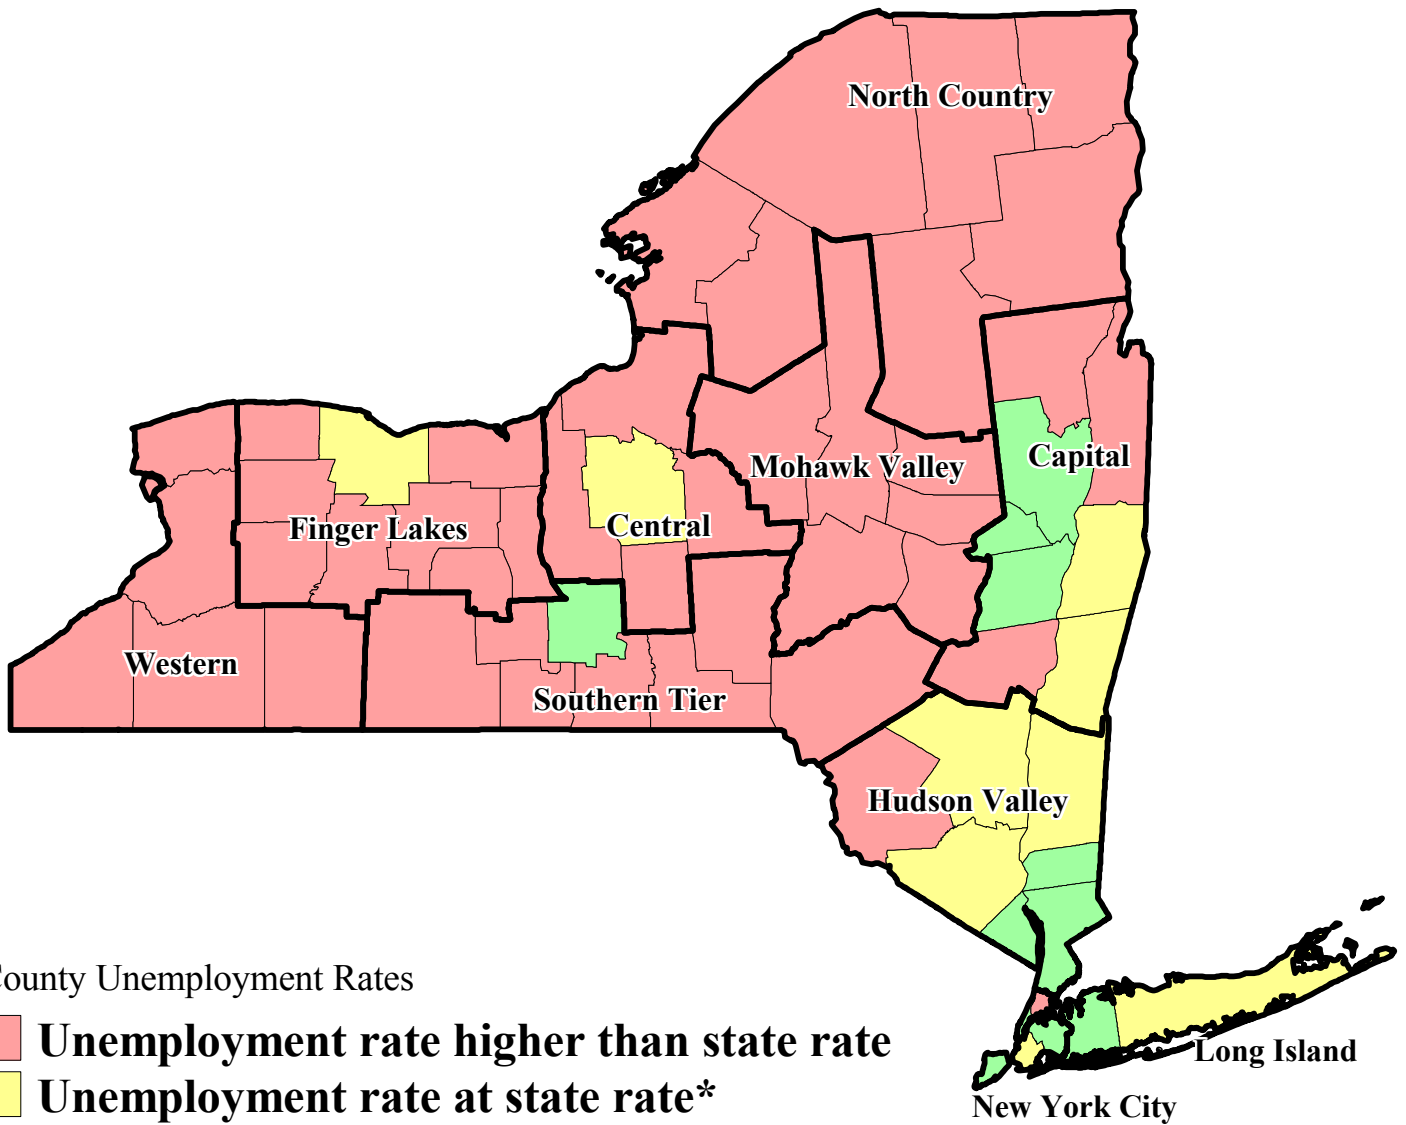 North Country
Mohawk Valley
Capital
Finger Lakes
Central
Western
Southern Tier
Hudson Valley
Long Island
New York City
County Unemployment Rates
Unemployment rate higher than state rate
Unemployment rate at state rate*